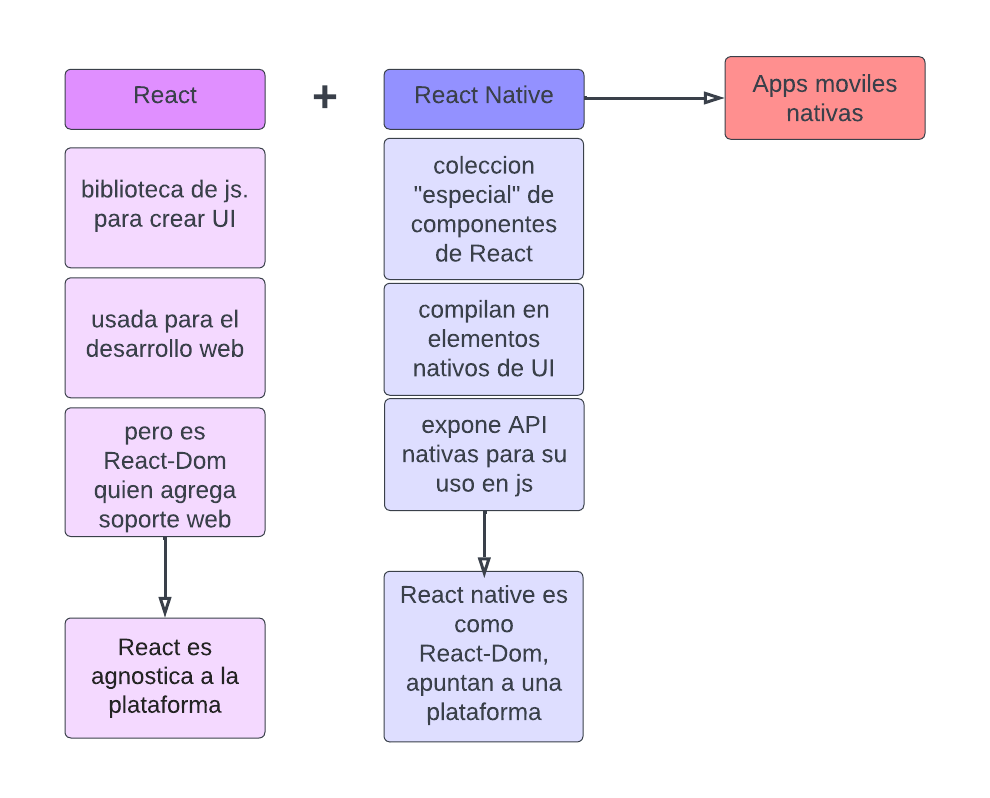 React
+
React Native
Apps moviles
nativas
biblioteca de js.
para crear UI
usada para el
desarrollo web
pero es
React-Dom
quien agrega
soporte web
React es
agnostica a la
plataforma
coleccion
"especial" de
componentes
de React
compilan en
elementos
nativos de UI
expone API
nativas para su
uso en js
React native es
como
React-Dom,
apuntan a una
plataforma